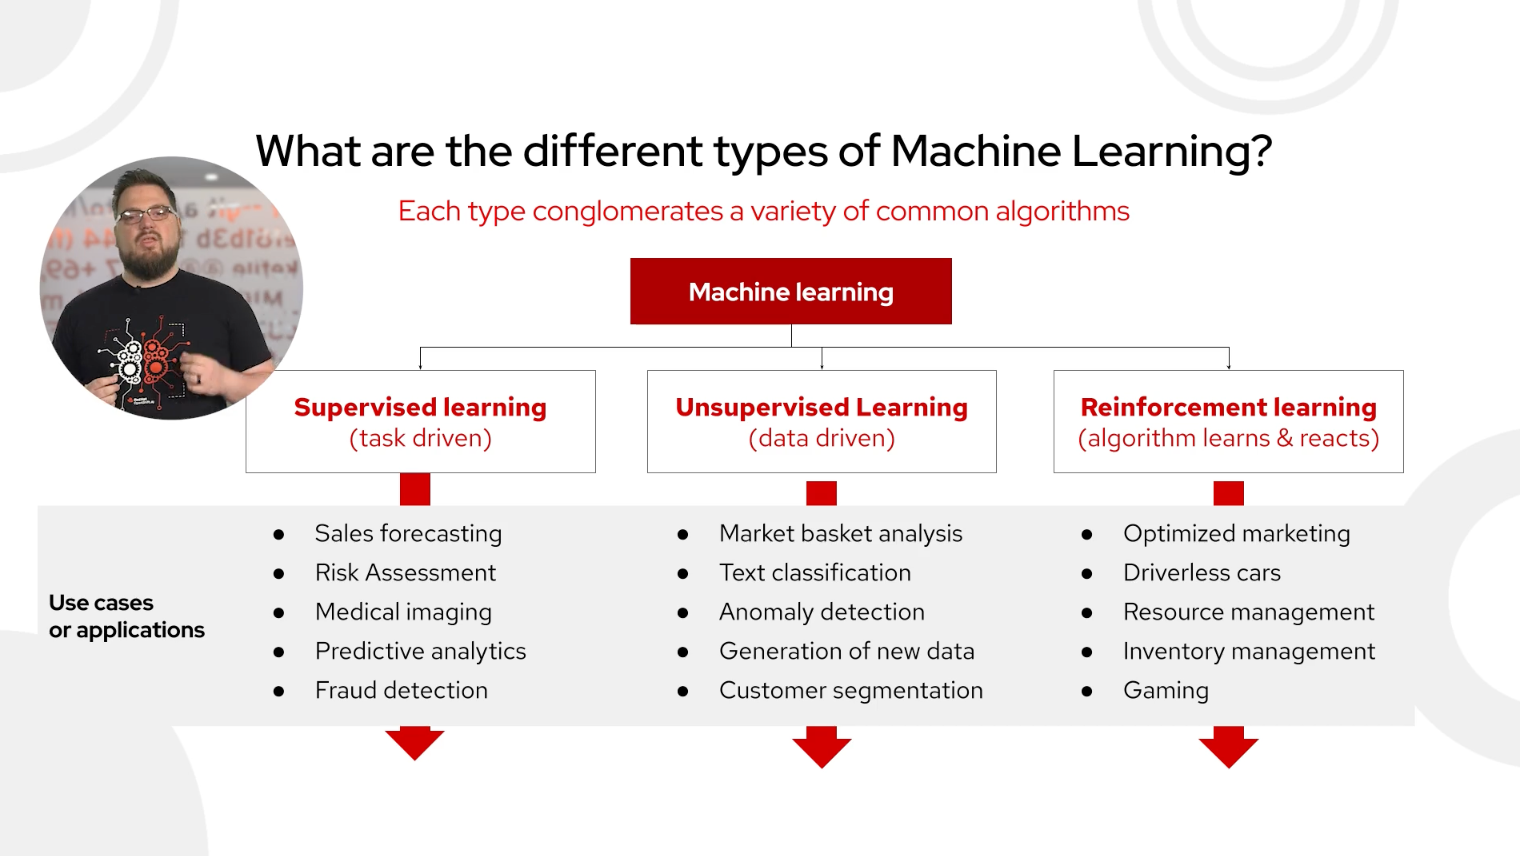 What are the different types of Machine Learning?
Each type conglomerates a variety of common algorithms
Machine learning
Supervised learning
(task driven)
Unsupervised Learning
(data driven)
Reinforcement learning
(algorithm learns & reacts)
Use cases
or applications
Sales forecasting
Risk Assessment
Medical imaging
Predictive analytics
Fraud detection
Market basket analysis
Text classification
Anomaly detection
Generation of new data
Customer segmentation
Optimized marketing
Driverless cars
Resource management
Inventory management
Gaming